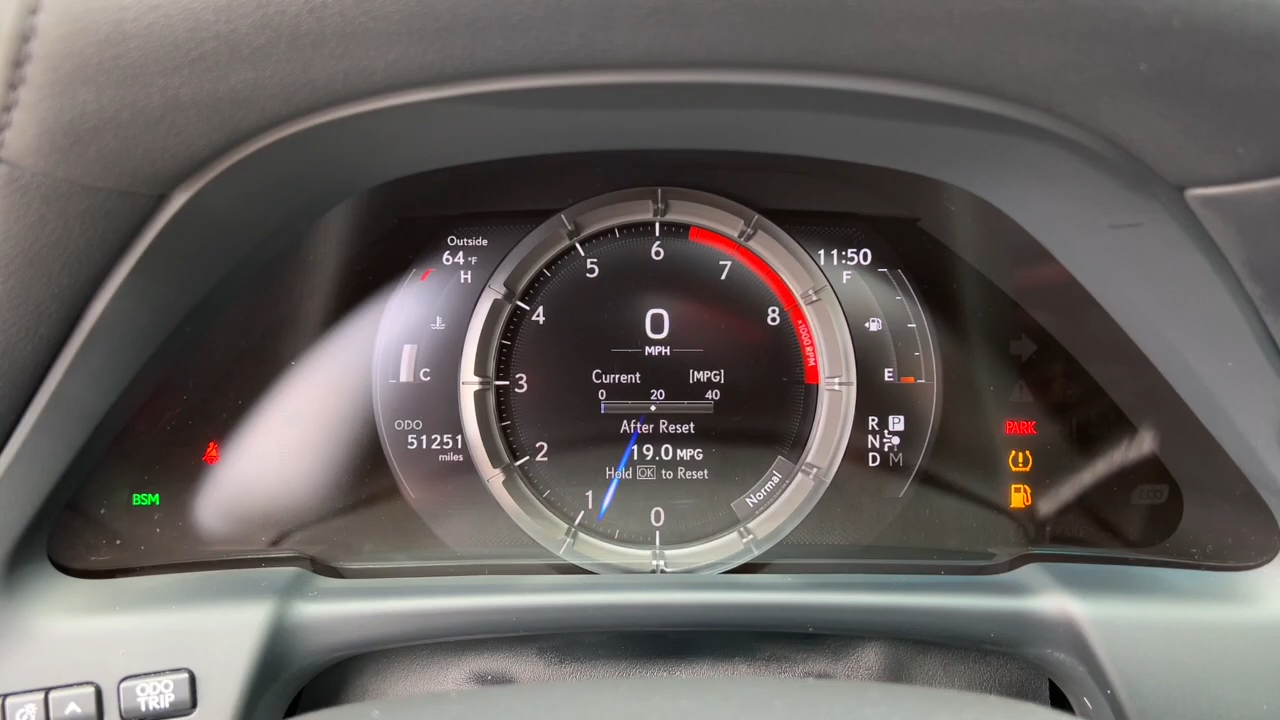 Outside
64 °F
H
C
ODO
51251
miles
BSM
0
1
2
3
4
5
6
7
8
x1000 RPM
0
MPH
Current [MPG]
0 20 40
After Reset
19.0 MPG
Hold OK to Reset
Normal
11:50
F
E
R P
N
D M
PARK
ECO
ODO
TRIP